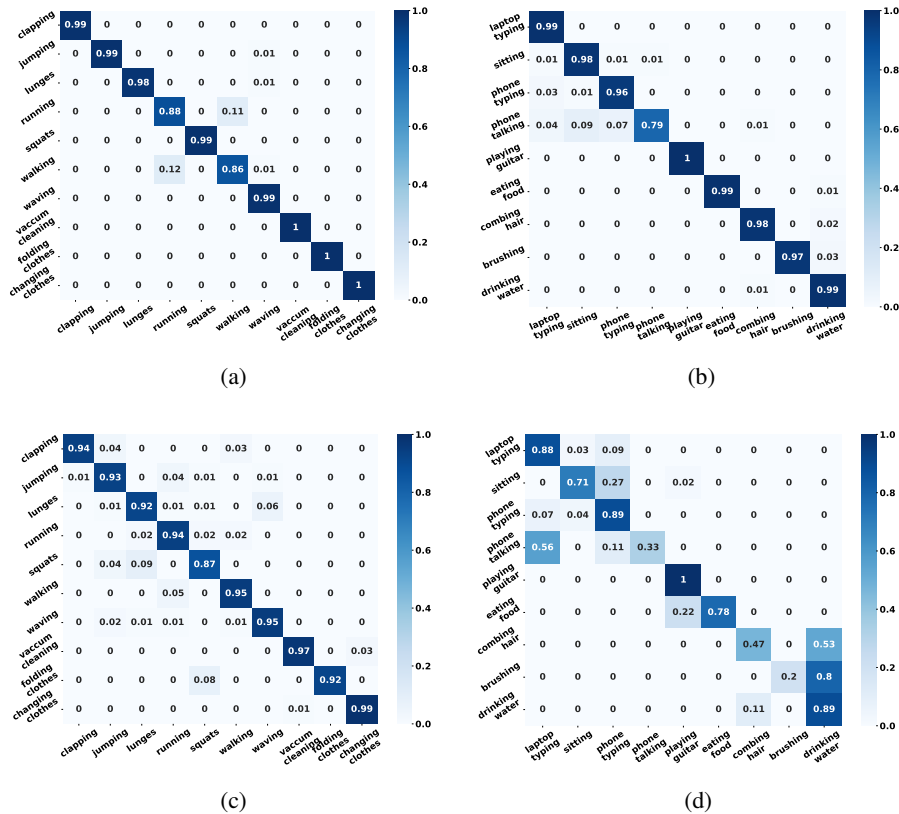 clapping 0.99 0 0 0 0 0 0 0 0 0 1.0
jumping 0 0.99 0 0 0 0 0.01 0 0 0
lunges 0 0 0.98 0 0 0 0.01 0 0 0 0.8
running 0 0 0 0.88 0 0.11 0 0 0 0
squats 0 0 0 0 0.99 0 0 0 0 0 0.6
walking 0 0 0 0.12 0 0.86 0.01 0 0 0
waving 0 0 0 0 0 0 0.99 0 0 0 0.4
vaccum cleaning 0 0 0 0 0 0 0 1 0 0
folding clothes 0 0 0 0 0 0 0 0 1 0 0.2
changing clothes 0 0 0 0 0 0 0 0 0 1 0.0
clapping jumping lunges running squats walking waving vaccum cleaning folding clothes changing clothes
(a)
laptop typing 0.99 0 0 0 0 0 0 0 0 1.0
sitting 0.01 0.98 0.01 0.01 0 0 0 0 0
phone typing 0.03 0.01 0.96 0 0 0 0 0 0 0.8
phone talking 0.04 0.09 0.07 0.79 0 0 0.01 0 0 0.6
playing guitar 0 0 0 0 1 0 0 0 0
eating food 0 0 0 0 0 0.99 0 0 0.01 0.4
combing hair 0 0 0 0 0 0 0.98 0 0.02
brushing 0 0 0 0 0 0 0 0.97 0.03 0.2
drinking water 0 0 0 0 0 0 0.01 0 0.99 0.0
laptop typing sitting phone typing phone talking playing guitar eating food combing hair brushing drinking water
(b)
clapping 0.94 0.04 0 0 0 0.03 0 0 0 0 1.0
jumping 0.01 0.93 0 0.04 0.01 0 0.01 0 0 0
lunges 0 0.01 0.92 0.01 0.01 0 0.06 0 0 0 0.8
running 0 0 0.02 0.94 0.02 0.02 0 0 0 0
squats 0 0.04 0.09 0 0.87 0 0 0 0 0 0.6
walking 0 0 0 0.05 0 0.95 0 0 0 0
waving 0 0.02 0.01 0.01 0 0.01 0.95 0 0 0 0.4
vaccum cleaning 0 0 0 0 0 0 0 0.97 0 0.03
folding clothes 0 0 0 0 0.08 0 0 0 0.92 0 0.2
changing clothes 0 0 0 0 0 0 0 0.01 0 0.99 0.0
clapping jumping lunges running squats walking waving vaccum cleaning folding clothes changing clothes
(c)
laptop typing 0.88 0.03 0.09 0 0 0 0 0 0 1.0
sitting 0 0.71 0.27 0 0.02 0 0 0 0
phone typing 0.07 0.04 0.89 0 0 0 0 0 0 0.8
phone talking 0.56 0 0.11 0.33 0 0 0 0 0 0.6
playing guitar 0 0 0 0 1 0 0 0 0
eating food 0 0 0 0 0.22 0.78 0 0 0 0.4
combing hair 0 0 0 0 0 0 0.47 0 0.53
brushing 0 0 0 0 0 0 0 0.2 0.8 0.2
drinking water 0 0 0 0 0 0 0.11 0 0.89 0.0
laptop typing sitting phone typing phone talking playing guitar eating food combing hair brushing drinking water
(d)